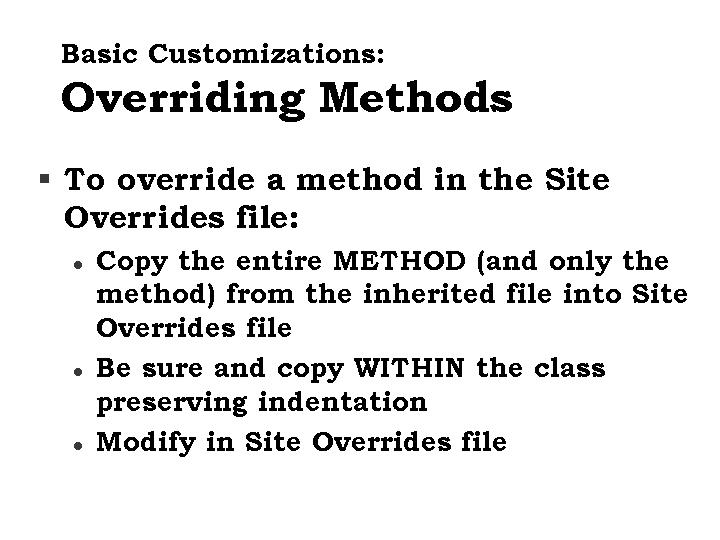 Basic Customizations:
Overriding Methods
▪ To override a method in the Site
Overrides file:
● Copy the entire METHOD (and only the
method) from the inherited file into Site
Overrides file
● Be sure and copy WITHIN the class
preserving indentation
● Modify in Site Overrides file